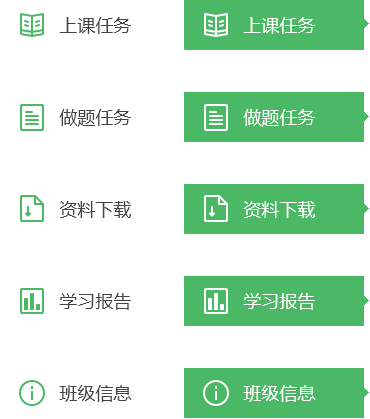 上课任务 上课任务
做题任务 做题任务
资料下载 资料下载
学习报告 学习报告
班级信息 班级信息